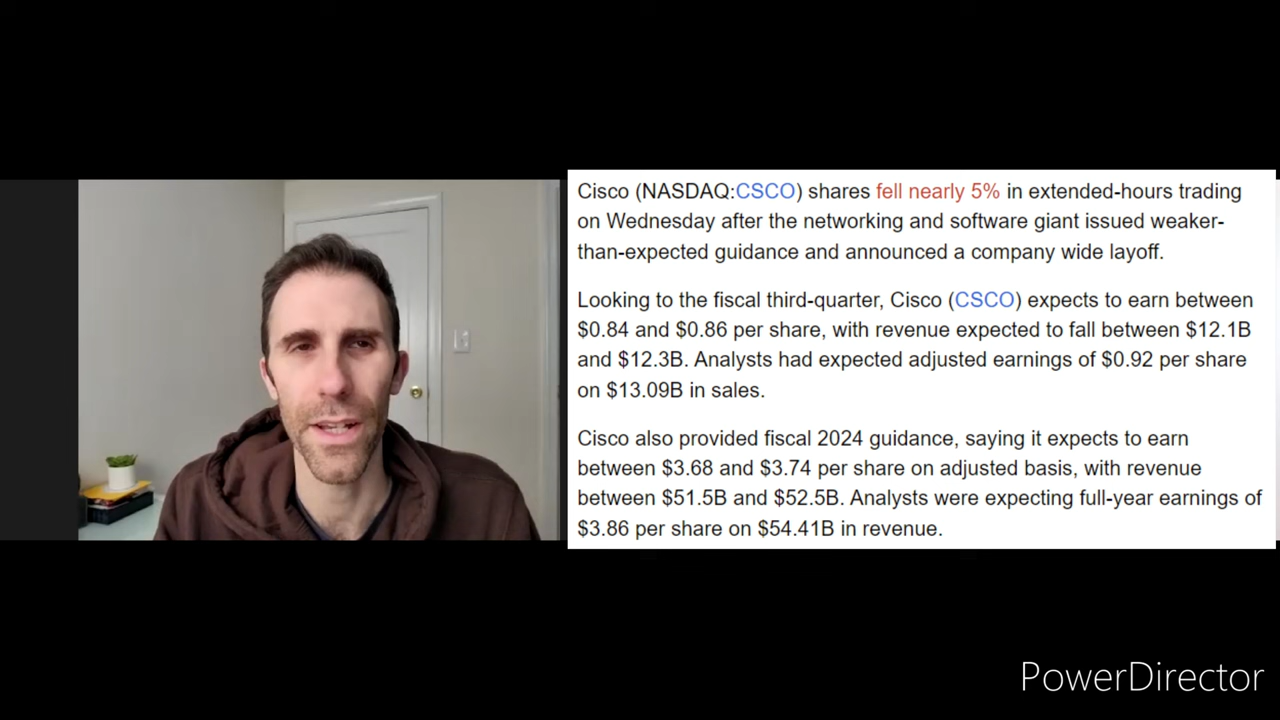 Cisco (NASDAQ:CSCO) shares fell nearly 5% in extended-hours trading
on Wednesday after the networking and software giant issued weaker-
than-expected guidance and announced a company wide layoff.
Looking to the fiscal third-quarter, Cisco (CSCO) expects to earn between
$0.84 and $0.86 per share, with revenue expected to fall between $12.1B
and $12.3B. Analysts had expected adjusted earnings of $0.92 per share
on $13.09B in sales.
Cisco also provided fiscal 2024 guidance, saying it expects to earn
between $3.68 and $3.74 per share on adjusted basis, with revenue
between $51.5B and $52.5B. Analysts were expecting full-year earnings of
$3.86 per share on $54.41B in revenue.
PowerDirector